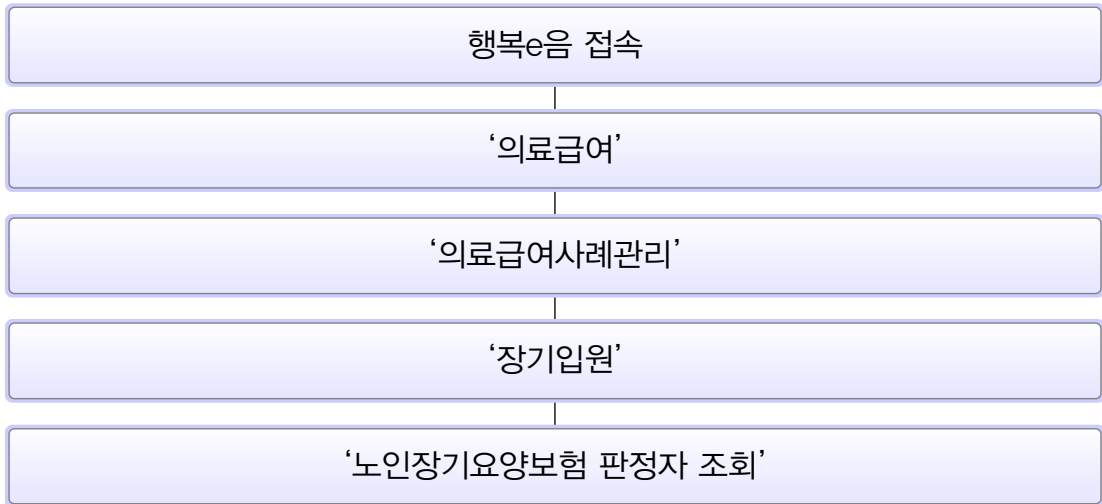 행복e음 접속
‘의료급여’
‘의료급여사례관리’
‘장기입원’
‘노인장기요양보험 판정자 조회’